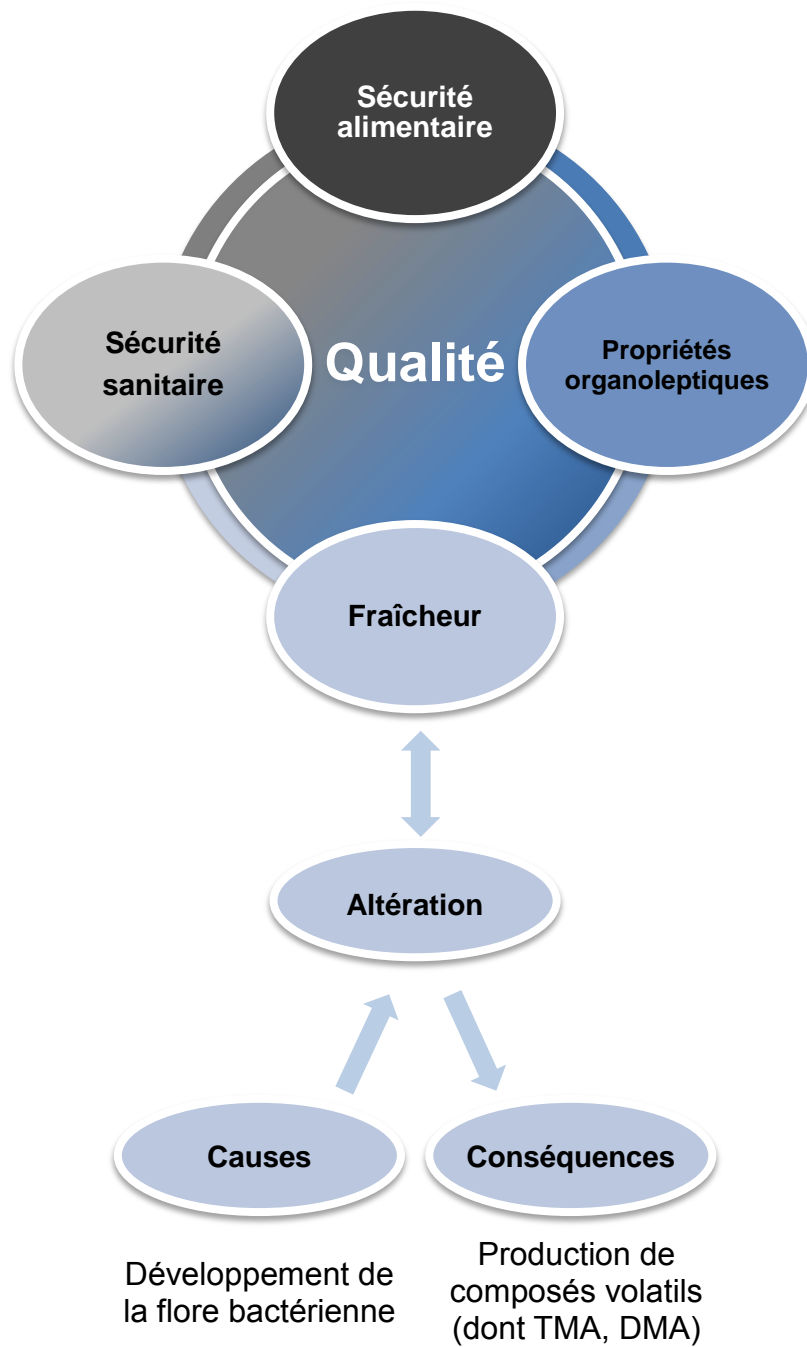 Sécurité
alimentaire
Sécurité
sanitaire
Qualité
Propriétés
organoleptiques
Fraîcheur
Altération
Causes
Conséquences
Développement de
la flore bactérienne
Production de
composés volatils
(dont TMA, DMA)